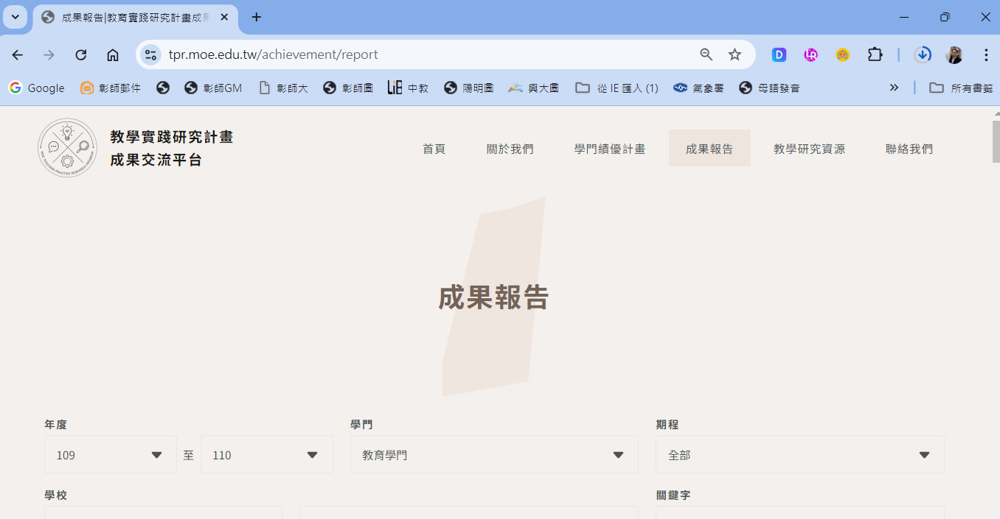 成果報告|教育實踐研究計畫成果
tpr.moe.edu.tw/achievement/report
Google 彰師郵件 彰師GM 彰師大 彰師圖 中教 陽明圖 興大圖 從 IE 匯入 (1) 氣象署 母語發音 所有書籤
教學實踐研究計畫
成果交流平台
MOE TEACHING PRACTICE RESEARCH PROGRAM
首頁 關於我們 學門績優計畫 成果報告 教學研究資源 聯絡我們
成果報告
年度 學門 期程
109 至 110 教育學門 全部
學校 關鍵字